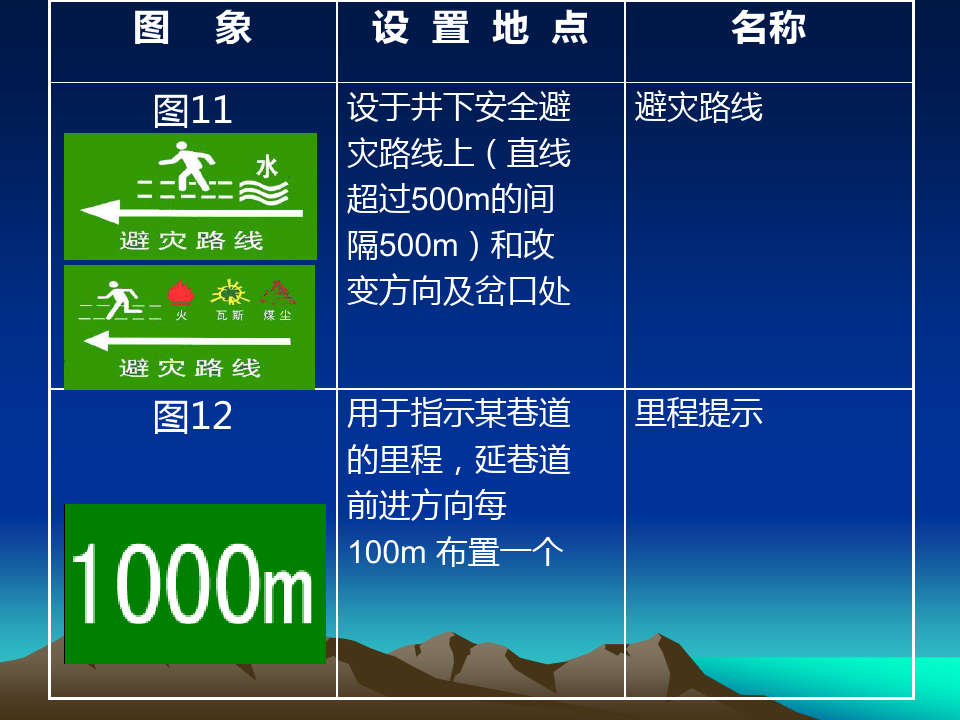 图 象
设 置 地 点
名称
图11
水
避 灾 路 线
火
瓦 斯
煤 尘
避 灾 路 线
设于井下安全避
灾路线上（直线
超过500m的间
隔500m）和改
变方向及岔口处
避灾路线
图12
1000m
用于指示某巷道
的里程，延巷道
前进方向每
100m 布置一个
里程提示